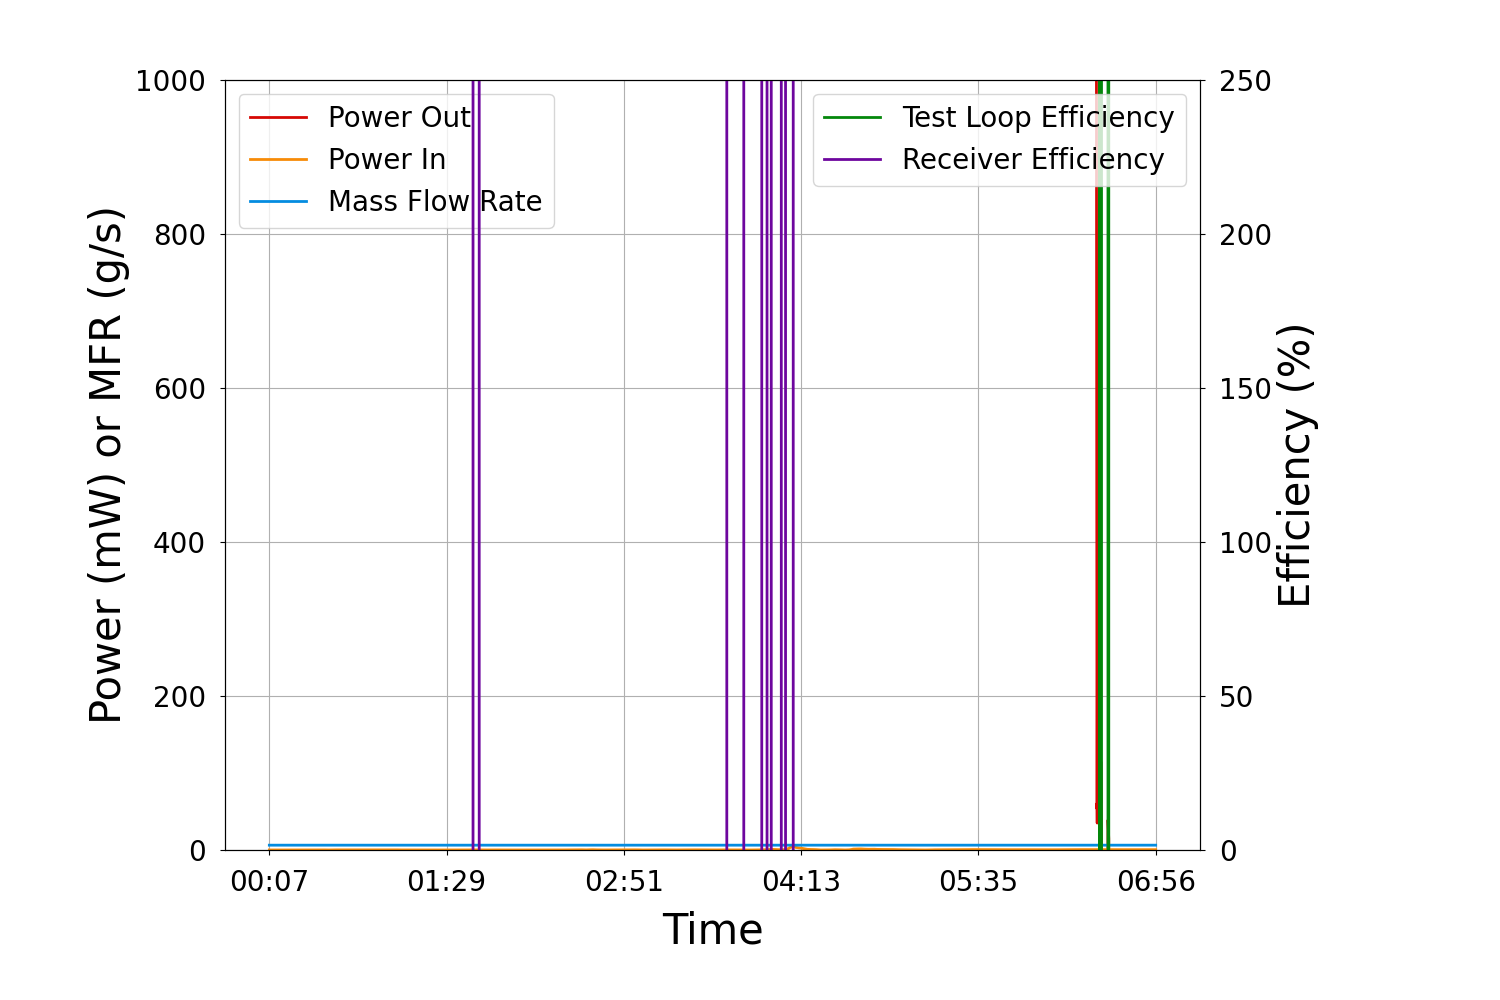 Power (mW) or MFR (g/s)
1000
800
600
400
200
0
Power Out
Power In
Mass Flow Rate
Test Loop Efficiency
Receiver Efficiency
250
200
150
100
50
0
Efficiency (%)
00:07 01:29 02:51 04:13 05:35 06:56
Time